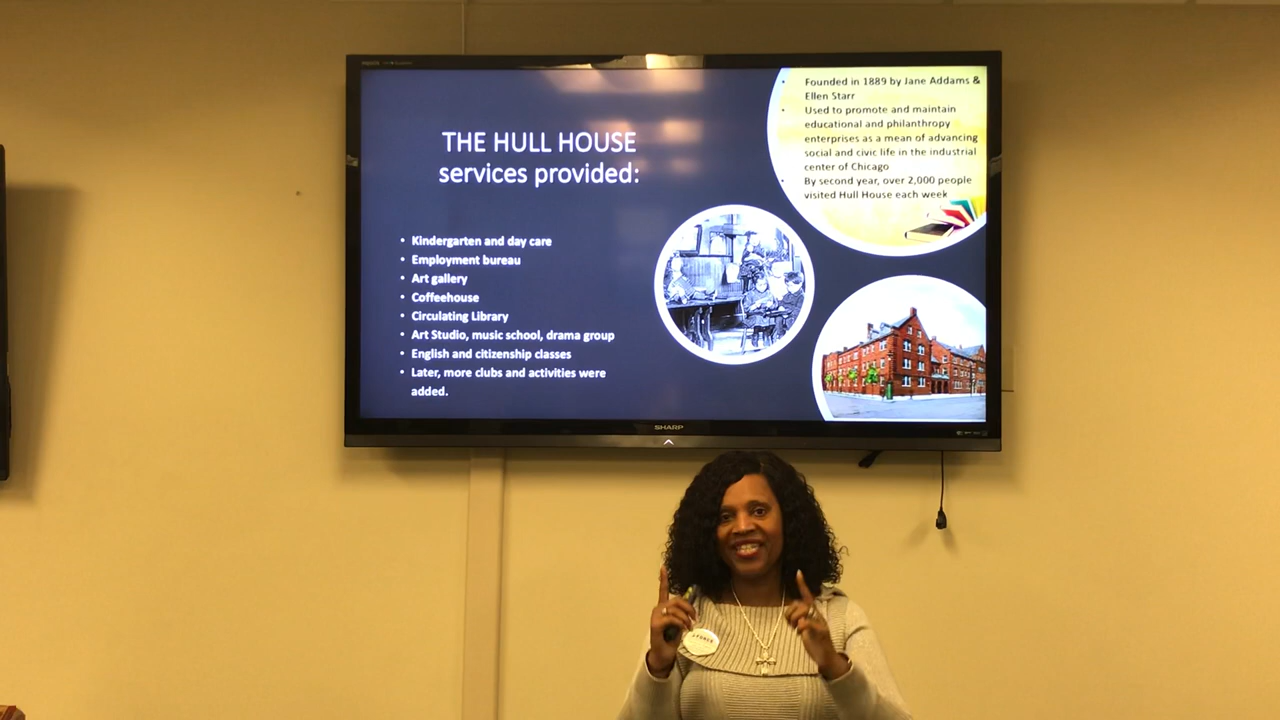 THE HULL HOUSE
services provided:
• Kindergarten and day care
• Employment bureau
• Art gallery
• Coffeehouse
• Circulating Library
• Art Studio, music school, drama group
• English and citizenship classes
• Later, more clubs and activities were
added.
• Founded in 1889 by Jane Addams &
Ellen Starr
• Used to promote and maintain
educational and philanthropy
enterprises as a mean of advancing
social and civic life in the industrial
center of Chicago
• By second year, over 2,000 people
visited Hull House each week
SHARP